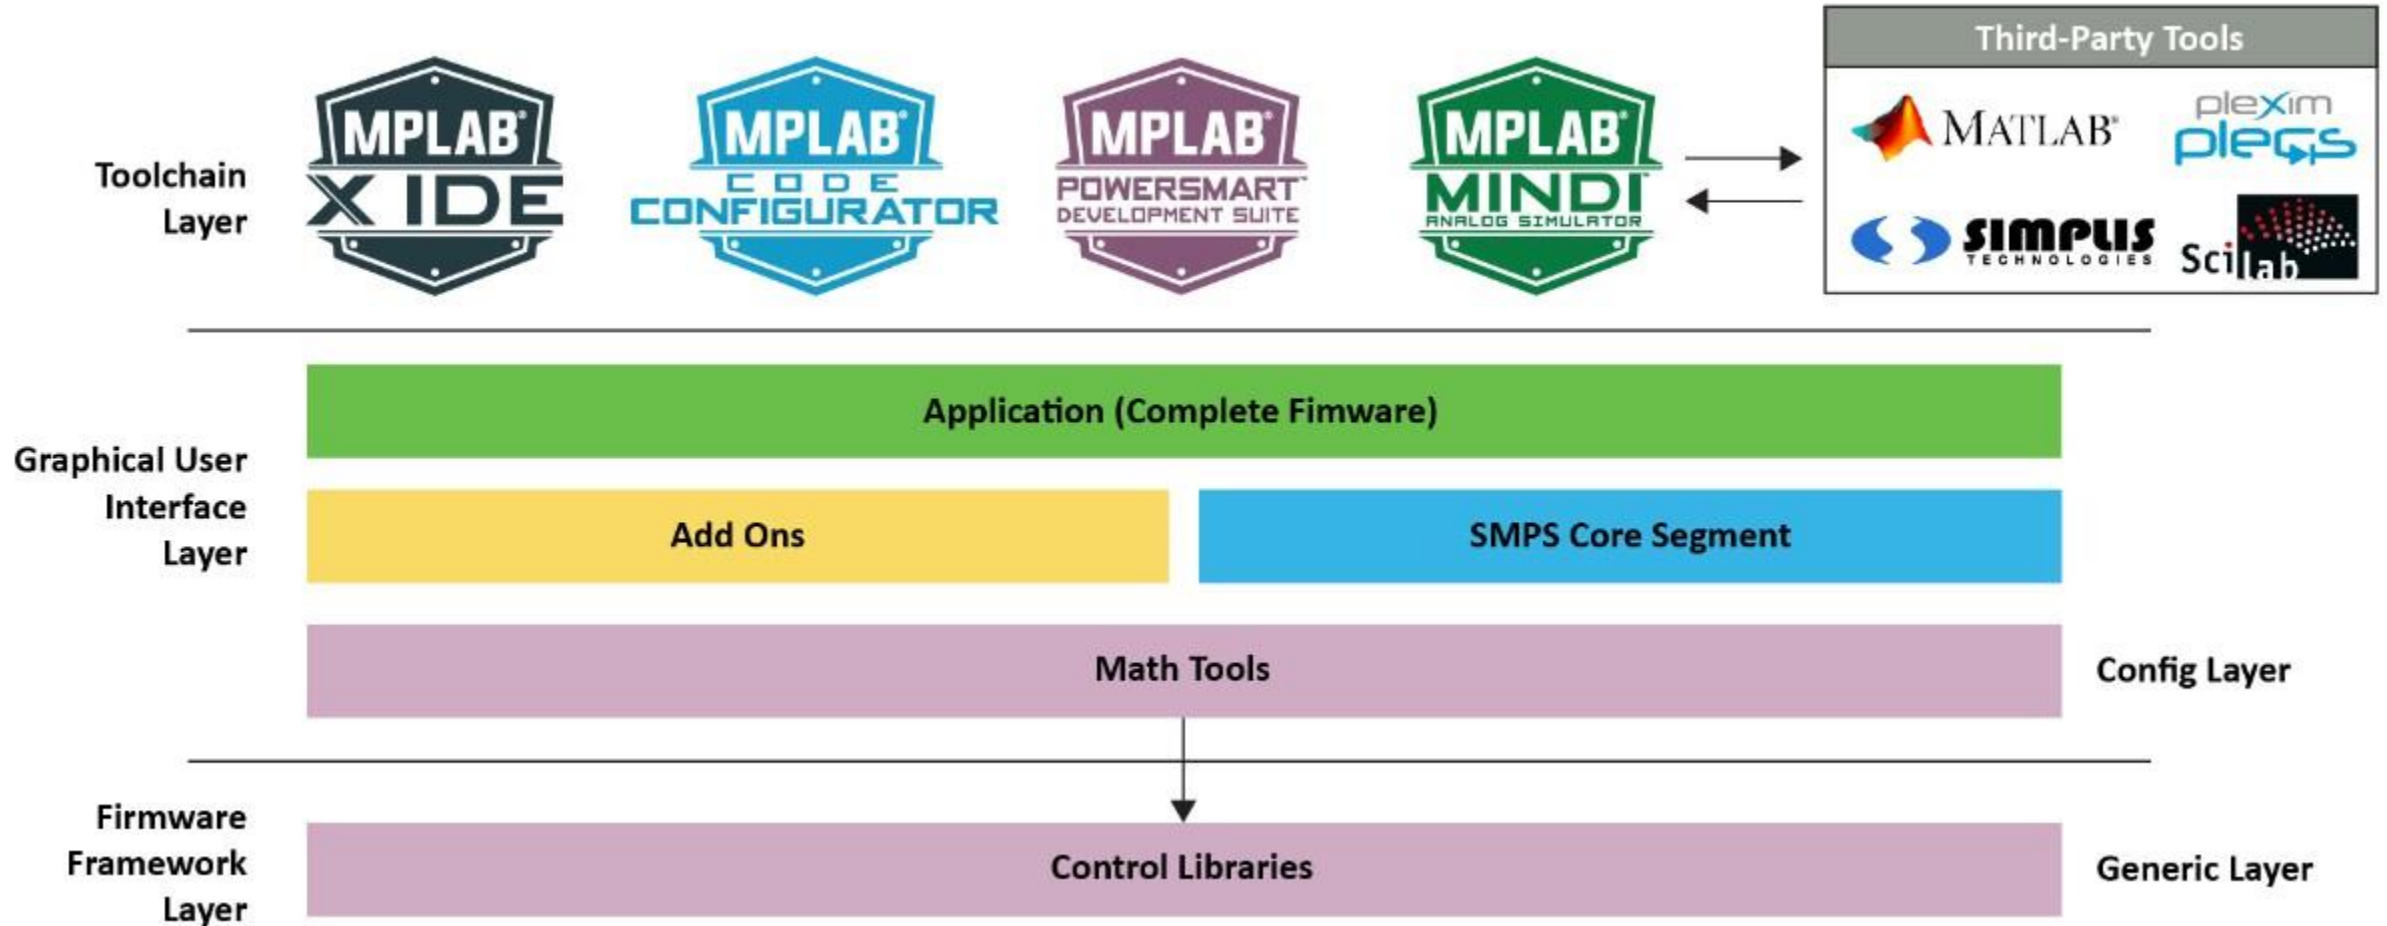 Third-Party Tools
Toolchain
Layer
MPLAB®
X IDE
MPLAB®
CODE
CONFIGURATOR
MPLAB®
POWERSMART™
DEVELOPMENT SUITE
MPLAB®
MINDI™
ANALOG SIMULATOR
MATLAB®
plexim
plecs
SIMPLIS
TECHNOLOGIES
Scilab
Graphical User
Interface
Layer
Application (Complete Fimware)
Add Ons
SMPS Core Segment
Math Tools
Config Layer
Firmware
Framework
Layer
Control Libraries
Generic Layer